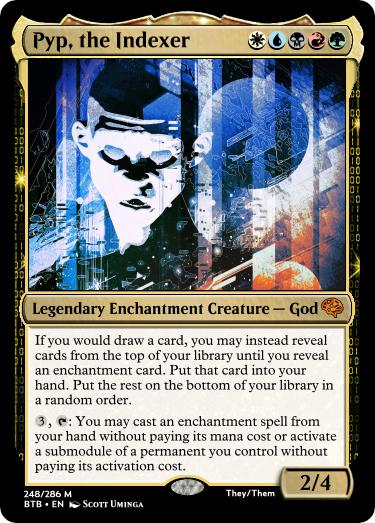 Pyp, the Indexer
Legendary Enchantment Creature — God
If you would draw a card, you may instead reveal
cards from the top of your library until you reveal
an enchantment card. Put that card into your
hand. Put the rest on the bottom of your library in
a random order.
3, : You may cast an enchantment spell from
your hand without paying its mana cost or activate
a submodule of a permanent you control without
paying its activation cost.
2/4
248/286 M
They/Them
BTB • EN Scott Uminga